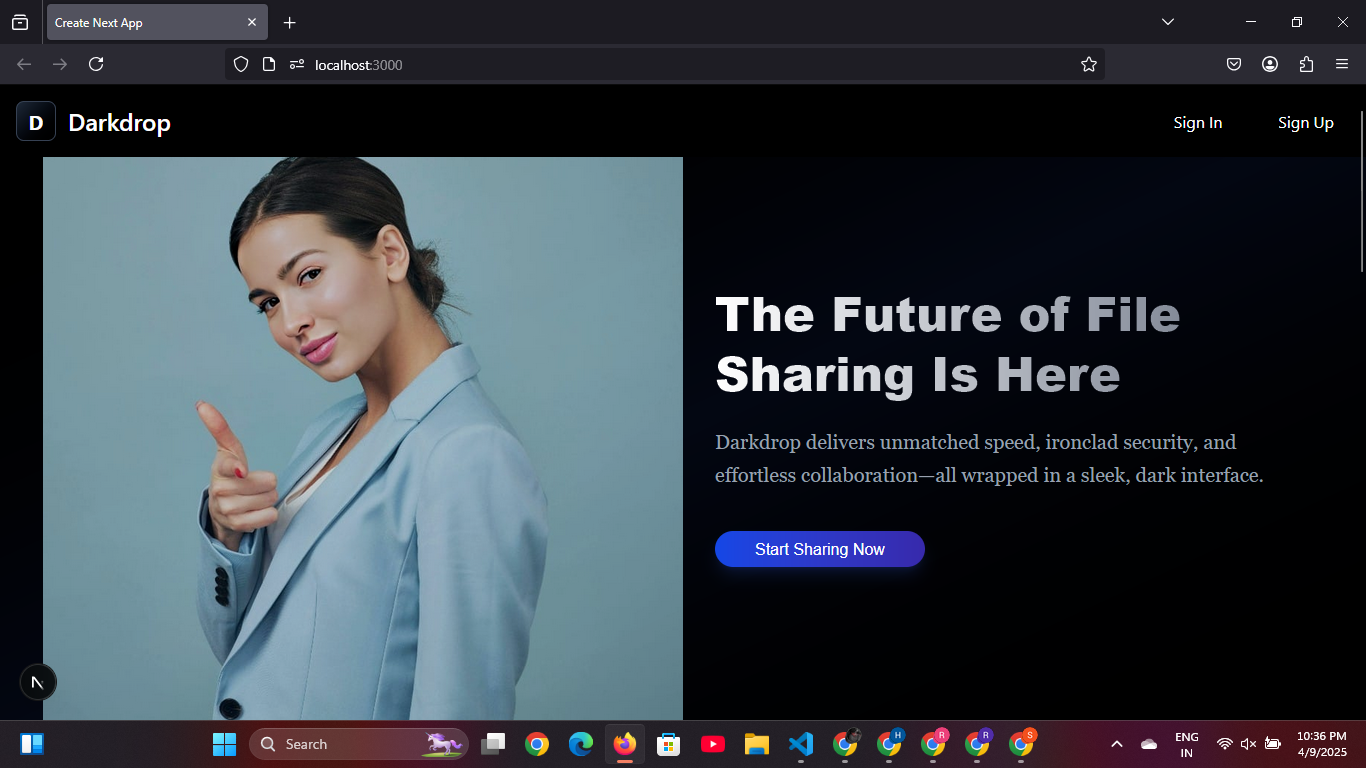 Create Next App
localhost:3000
D
Darkdrop
Sign In
Sign Up
The Future of File
Sharing Is Here
Darkdrop delivers unmatched speed, ironclad security, and
effortless collaboration—all wrapped in a sleek, dark interface.
Start Sharing Now
N
Search
H
R
R
S
ENG
IN
10:36 PM
4/9/2025